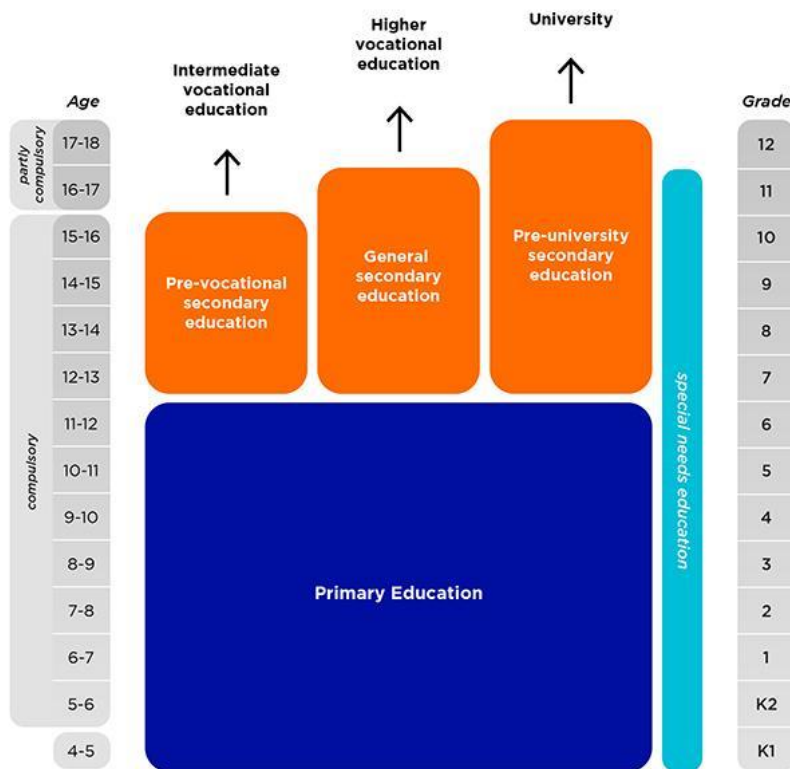 University
Higher
vocational
education
Intermediate
vocational
education
Age
Grade
partly
compulsory
17-18
12
16-17
11
compulsory
15-16
10
14-15
9
13-14
8
12-13
7
11-12
6
10-11
5
9-10
4
8-9
3
7-8
2
6-7
1
5-6
K2
4-5
K1
Pre-vocational
secondary
education
General
secondary
education
Pre-university
secondary
education
special needs education
Primary Education